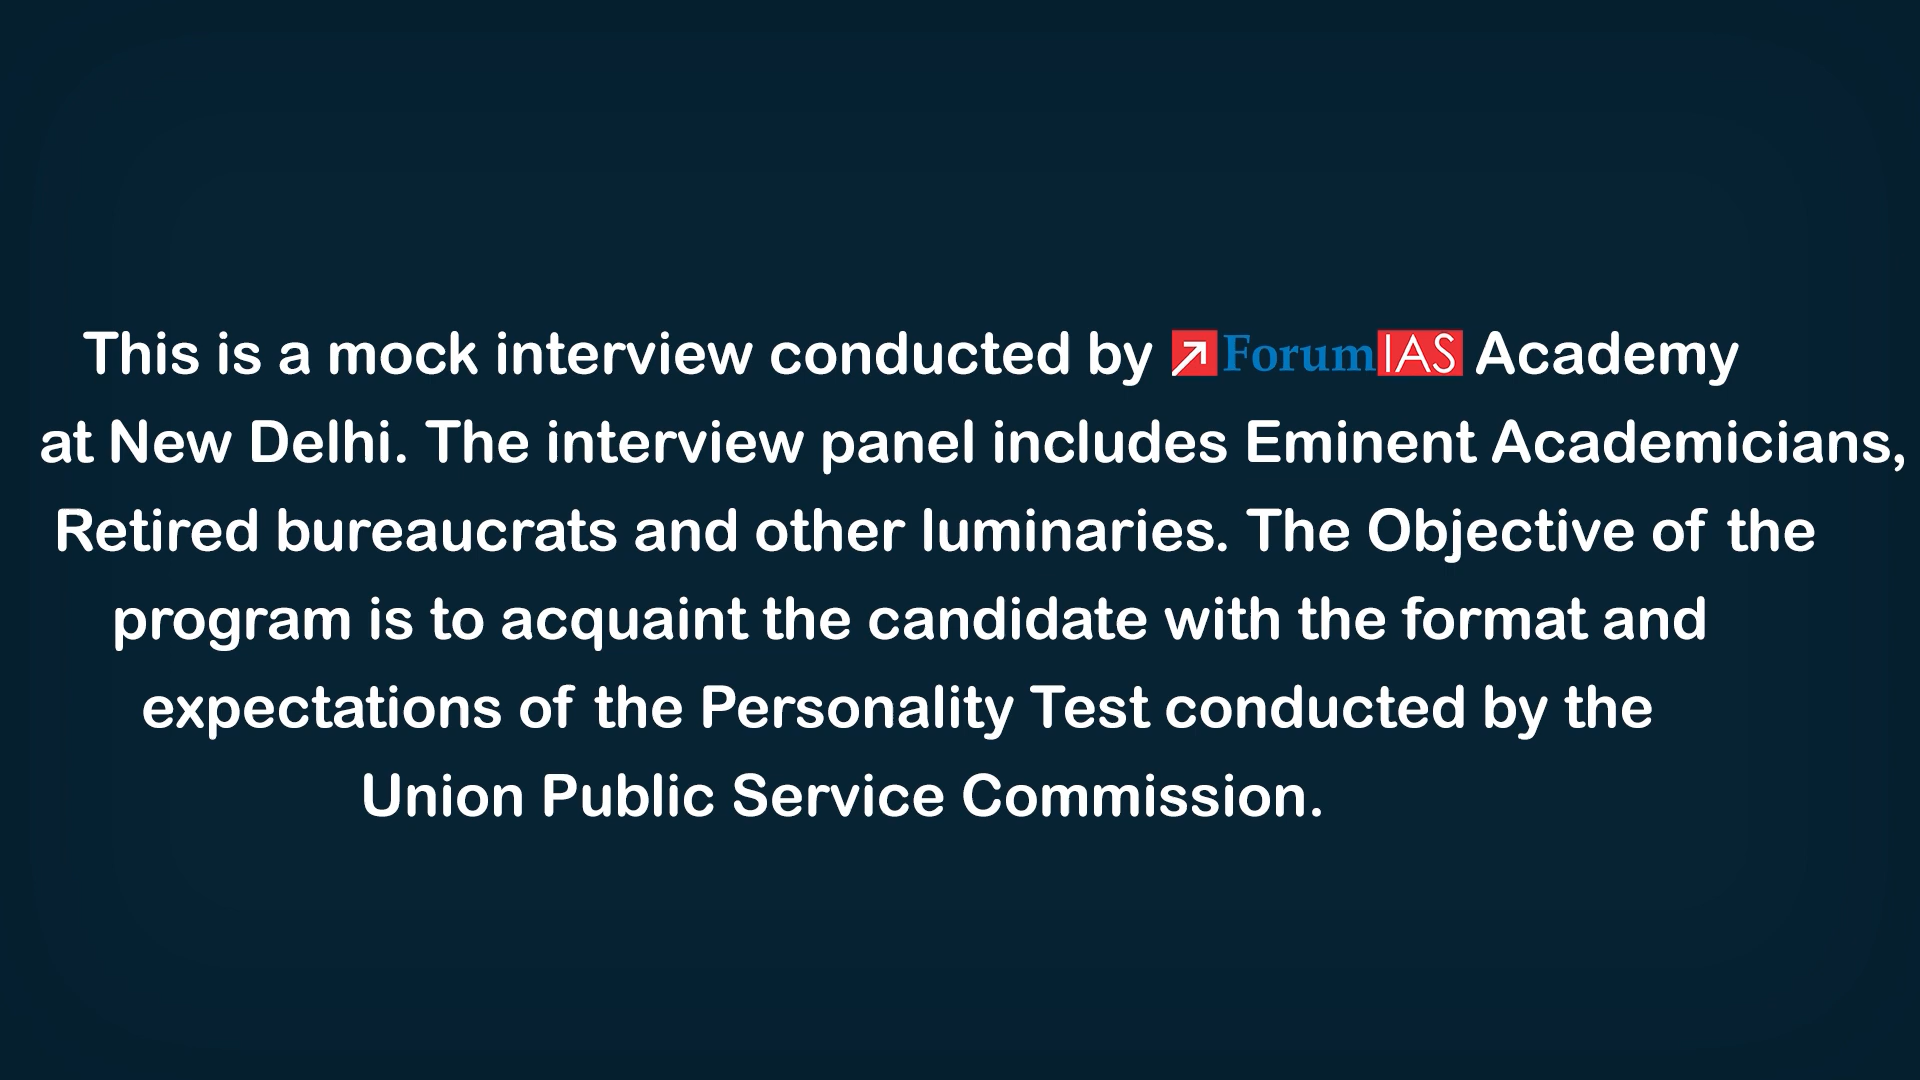 This is a mock interview conducted by ForumIAS Academy
at New Delhi. The interview panel includes Eminent Academicians,
Retired bureaucrats and other luminaries. The Objective of the
program is to acquaint the candidate with the format and
expectations of the Personality Test conducted by the
Union Public Service Commission.